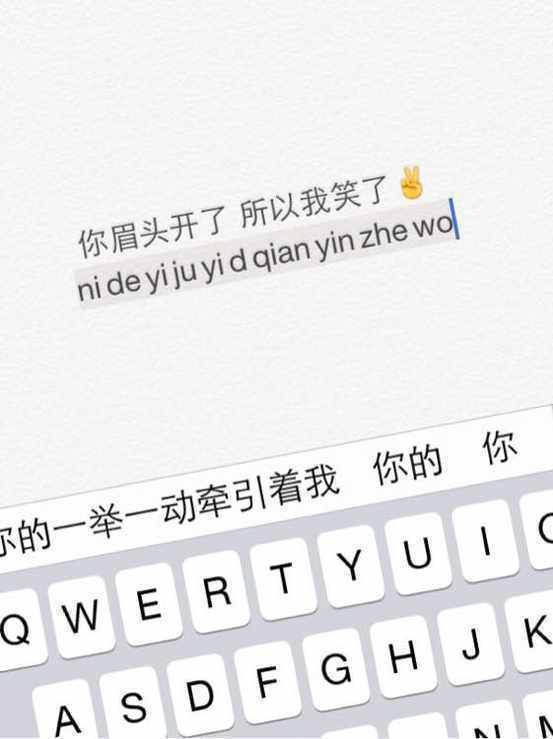 你眉头开了 所以我笑了✌️
ni de yi ju yi d qian yin zhe wo
你的一举一动牵引着我 你的 你
Q W E R T Y U I O
A S D F G H J K
N M